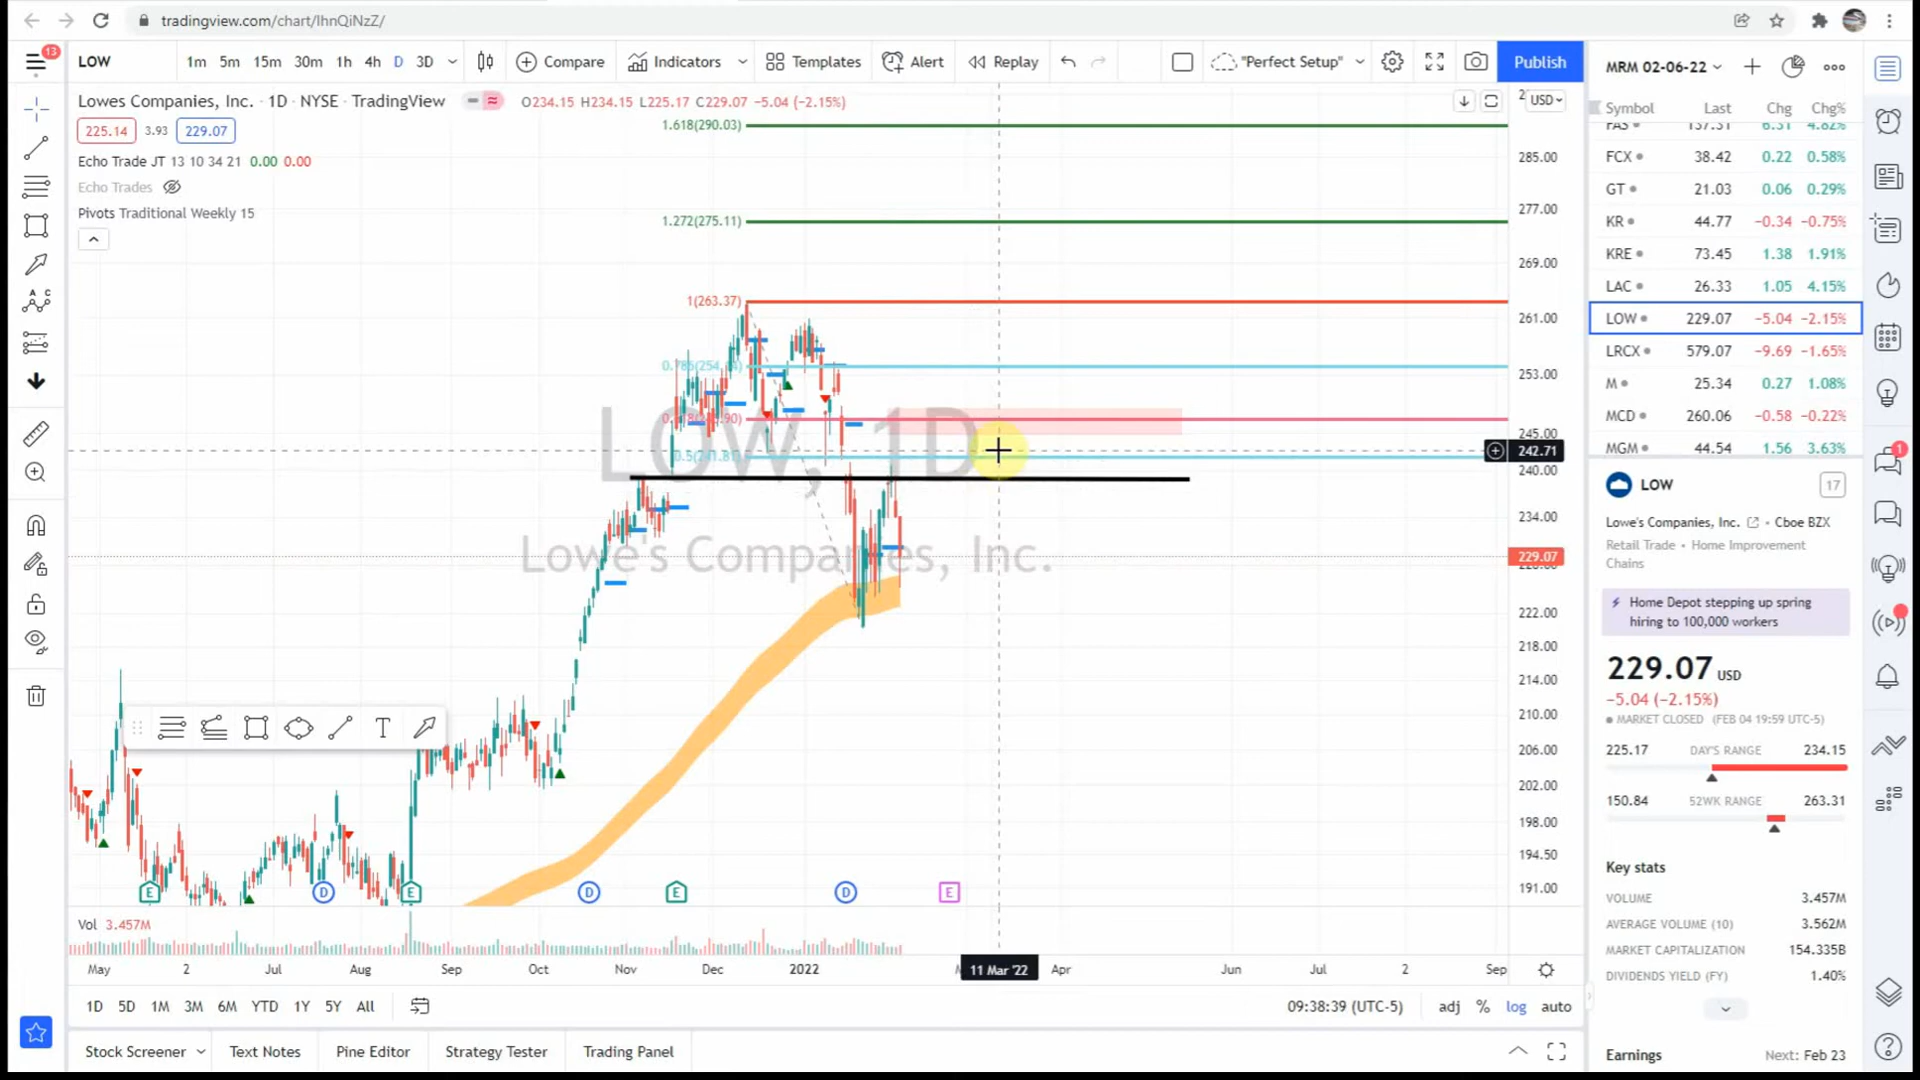 tradingview.com/chart/IhnQiNzZ/
13
LOW
1m 5m 15m 30m 1h 4h D 3D
Compare
Indicators
Templates
Alert
Replay
"Perfect Setup"
Publish
MRM 02-06-22
Lowes Companies, Inc. · 1D · NYSE · TradingView
O234.15 H234.15 L225.17 C229.07 -5.04 (-2.15%)
225.14 3.93 229.07
Echo Trade JT 13 10 34 21 0.00 0.00
Echo Trades
Pivots Traditional Weekly 15
USD
1.618(290.03)
1.272(275.11)
1(263.37)
LOW, 1D
Lowe's Companies, Inc.
285.00
277.00
269.00
261.00
253.00
245.00
242.71
240.00
234.00
229.07
222.00
218.00
214.00
210.00
206.00
202.00
198.00
194.50
191.00
A C
T
E D E D E D E
Vol 3.457M
May 2 Jul Aug Sep Oct Nov Dec 2022 11 Mar '22 Apr Jun Jul 2 Sep
1D 5D 1M 3M 6M YTD 1Y 5Y All
09:38:39 (UTC-5) adj % log auto
Stock Screener Text Notes Pine Editor Strategy Tester Trading Panel
Symbol Last Chg Chg%
FAS 137.31 6.31 4.82%
FCX 38.42 0.22 0.58%
GT 21.03 0.06 0.29%
KR 44.77 -0.34 -0.75%
KRE 73.45 1.38 1.91%
LAC 26.33 1.05 4.15%
LOW 229.07 -5.04 -2.15%
LRCX 579.07 -9.69 -1.65%
M 25.34 0.27 1.08%
MCD 260.06 -0.58 -0.22%
MGM 44.54 1.56 3.63%
1
LOW
17
Lowe's Companies, Inc. • Cboe BZX
Retail Trade • Home Improvement
Chains
Home Depot stepping up spring
hiring to 100,000 workers
229.07 USD
-5.04 (-2.15%)
MARKET CLOSED (FEB 04 19:59 UTC-5)
225.17 DAY'S RANGE 234.15
150.84 52WK RANGE 263.31
Key stats
VOLUME 3.457M
AVERAGE VOLUME (10) 3.562M
MARKET CAPITALIZATION 154.335B
DIVIDENDS YIELD (FY) 1.40%
Earnings Next: Feb 23